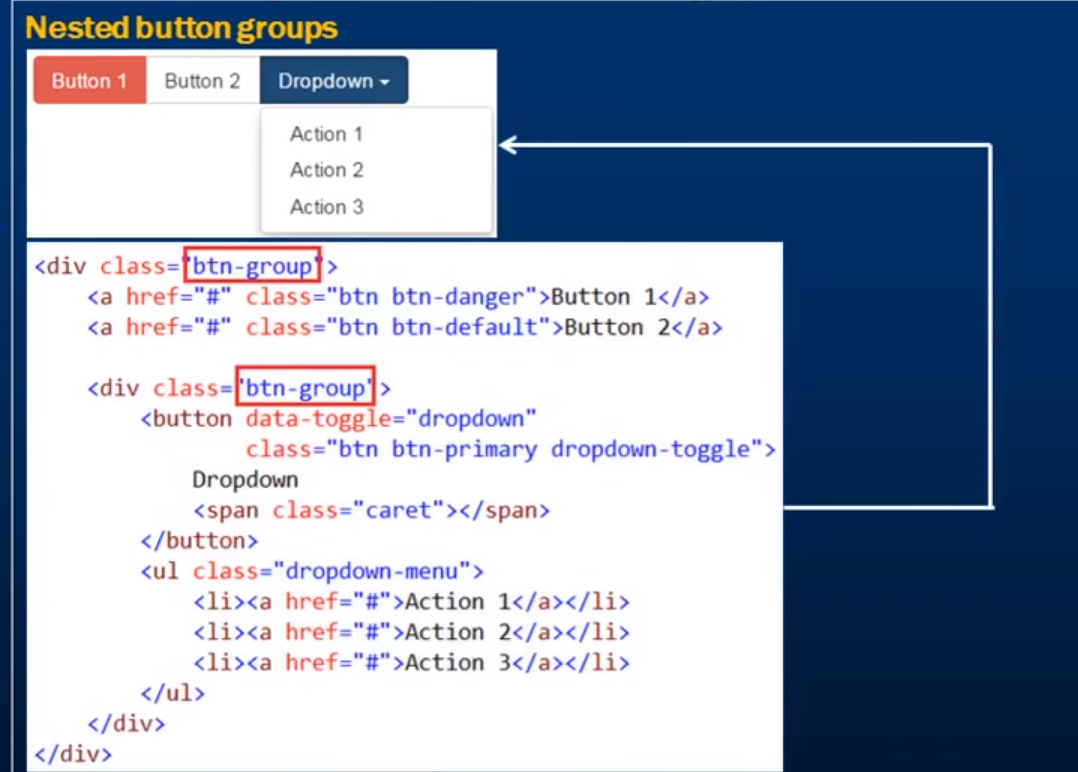 Nested button groups
Button 1 Button 2 Dropdown
Action 1
Action 2
Action 3
<div class="btn-group">
    <a href="#" class="btn btn-danger">Button 1</a>
    <a href="#" class="btn btn-default">Button 2</a>

    <div class="btn-group">
        <button data-toggle="dropdown"
                class="btn btn-primary dropdown-toggle">
            Dropdown
            <span class="caret"></span>
        </button>
        <ul class="dropdown-menu">
            <li><a href="#">Action 1</a></li>
            <li><a href="#">Action 2</a></li>
            <li><a href="#">Action 3</a></li>
        </ul>
    </div>
</div>